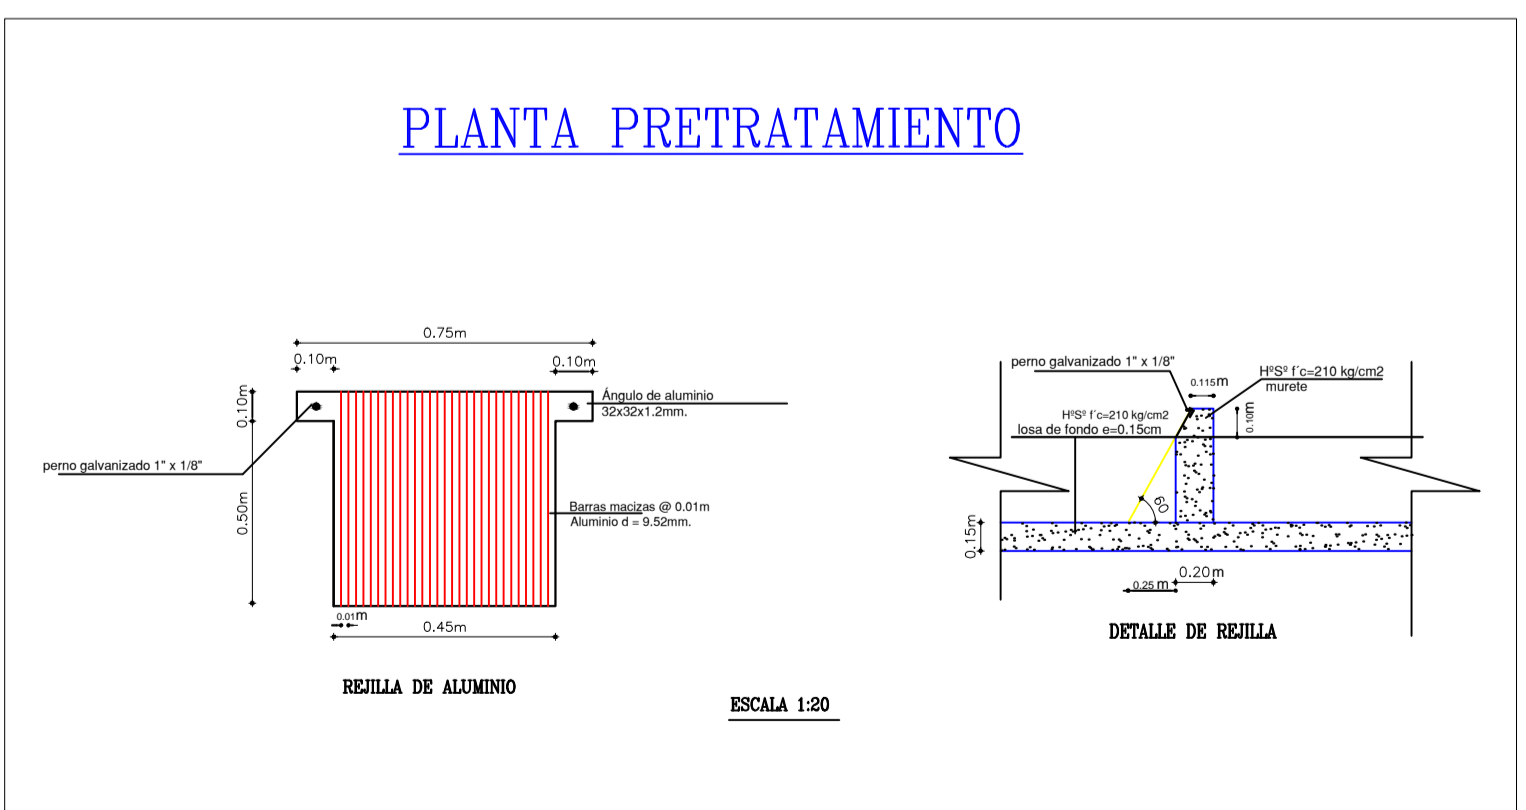 PLANTA PRETRATAMIENTO
0.75m
0.10m
0.10m
0.10m
Ángulo de aluminio
32x32x1.2mm.
perno galvanizado 1" x 1/8"
0.50m
Barras macizas @ 0.01m
Aluminio d = 9.52mm.
0.01m
0.45m
REJILLA DE ALUMINIO
ESCALA 1:20
perno galvanizado 1" x 1/8"
0.115m
HºSº f´c=210 kg/cm2
murete
0.10m
HºSº f´c=210 kg/cm2
losa de fondo e=0.15cm
60
0.15m
0.20m
0.25 m
DETALLE DE REJILLA